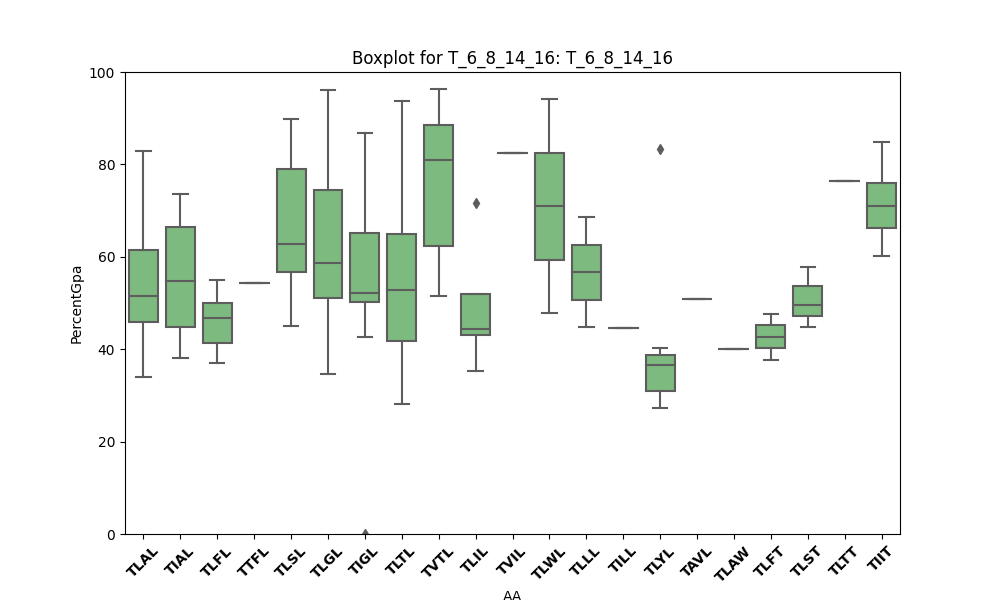 Boxplot for T_6_8_14_16: T_6_8_14_16
100
80
60
40
20
0
PercentGpa
TLAL TIAL TLFL TTFL TLSL TLGL TIGL TLTL TVTL TLIL TVIL TLWL TLLL TILL TLYL TAVL TLAW TLFT TLST TLTT TIIT
AA